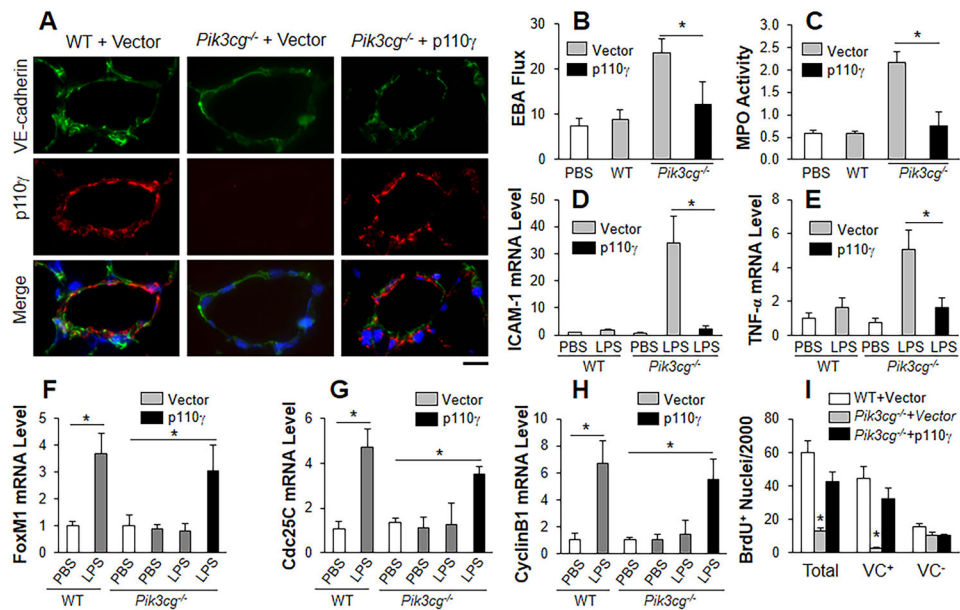 A
WT + Vector
Pik3cg-/- + Vector
Pik3cg-/- + p110γ
VE-cadherin
p110γ
Merge
B
EBA Flux
40
30
20
10
0
Vector
p110γ
*
PBS
WT
Pik3cg-/-
C
MPO Activity
3.0
2.5
2.0
1.5
1.0
0.5
0.0
Vector
p110γ
*
PBS
WT
Pik3cg-/-
D
ICAM-1 mRNA Level
50
40
30
20
10
0
Vector
p110γ
*
PBS LPS PBS LPS LPS
WT
Pik3cg-/-
E
TNF-α mRNA Level
8
6
4
2
0
Vector
p110γ
*
PBS LPS PBS LPS LPS
WT
Pik3cg-/-
F
FoxM1 mRNA Level
5
4
3
2
1
0
Vector
p110γ
*
*
PBS LPS PBS PBS LPS LPS
WT
Pik3cg-/-
G
Cdc25C mRNA Level
6
4
2
0
Vector
p110γ
*
*
PBS LPS PBS PBS LPS LPS
WT
Pik3cg-/-
H
CyclinB1 mRNA Level
10
8
6
4
2
0
Vector
p110γ
*
*
PBS LPS PBS PBS LPS LPS
WT
Pik3cg-/-
I
BrdU+ Nuclei/2000
80
60
40
20
0
WT+Vector
Pik3cg-/-+Vector
Pik3cg-/-+p110γ
*
*
Total
VC+
VC-